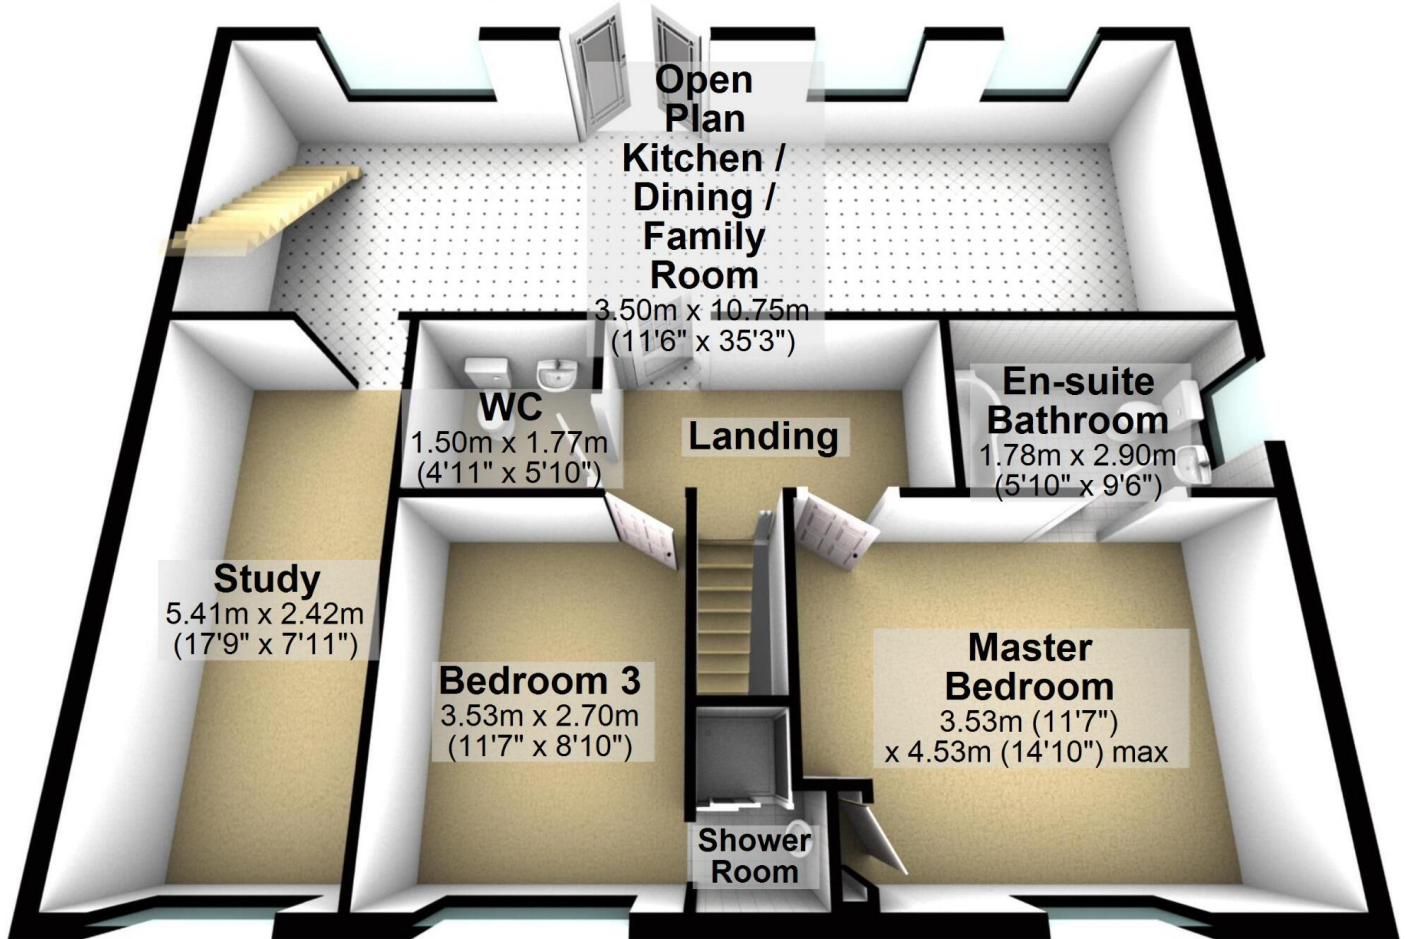 Open
Plan
Kitchen /
Dining /
Family
Room
3.50m x 10.75m
(11'6" x 35'3")
WC
1.50m x 1.77m
(4'11" x 5'10")
Landing
En-suite
Bathroom
1.78m x 2.90m
(5'10" x 9'6")
Study
5.41m x 2.42m
(17'9" x 7'11")
Bedroom 3
3.53m x 2.70m
(11'7" x 8'10")
Master
Bedroom
3.53m (11'7")
x 4.53m (14'10") max
Shower
Room